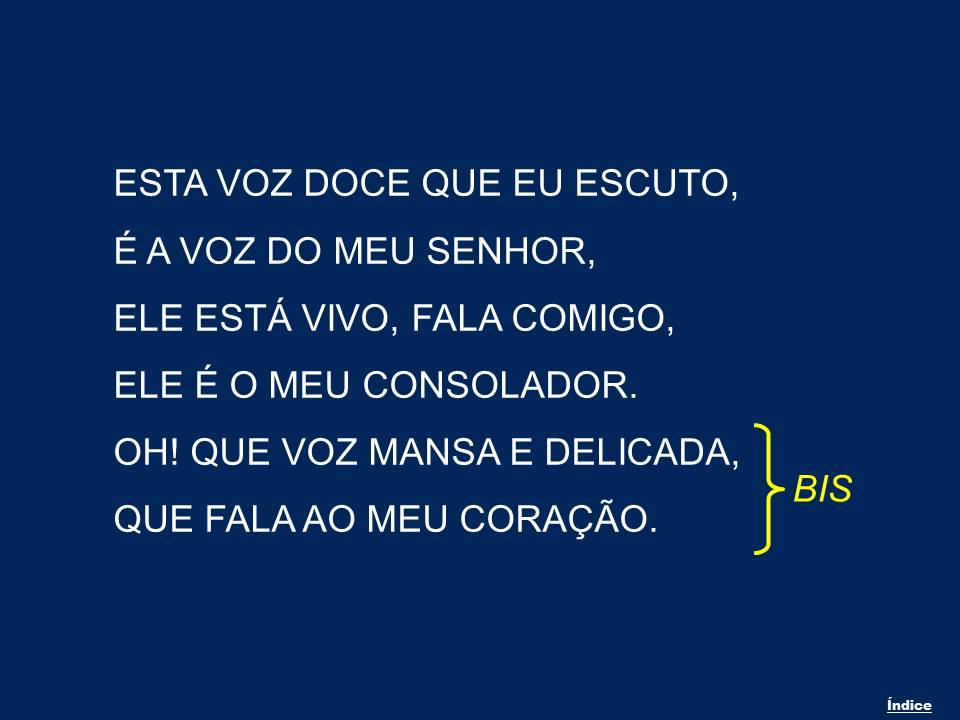 ESTA VOZ DOCE QUE EU ESCUTO,
É A VOZ DO MEU SENHOR,
ELE ESTÁ VIVO, FALA COMIGO,
ELE É O MEU CONSOLADOR.
OH! QUE VOZ MANSA E DELICADA,
QUE FALA AO MEU CORAÇÃO.
BIS
Índice